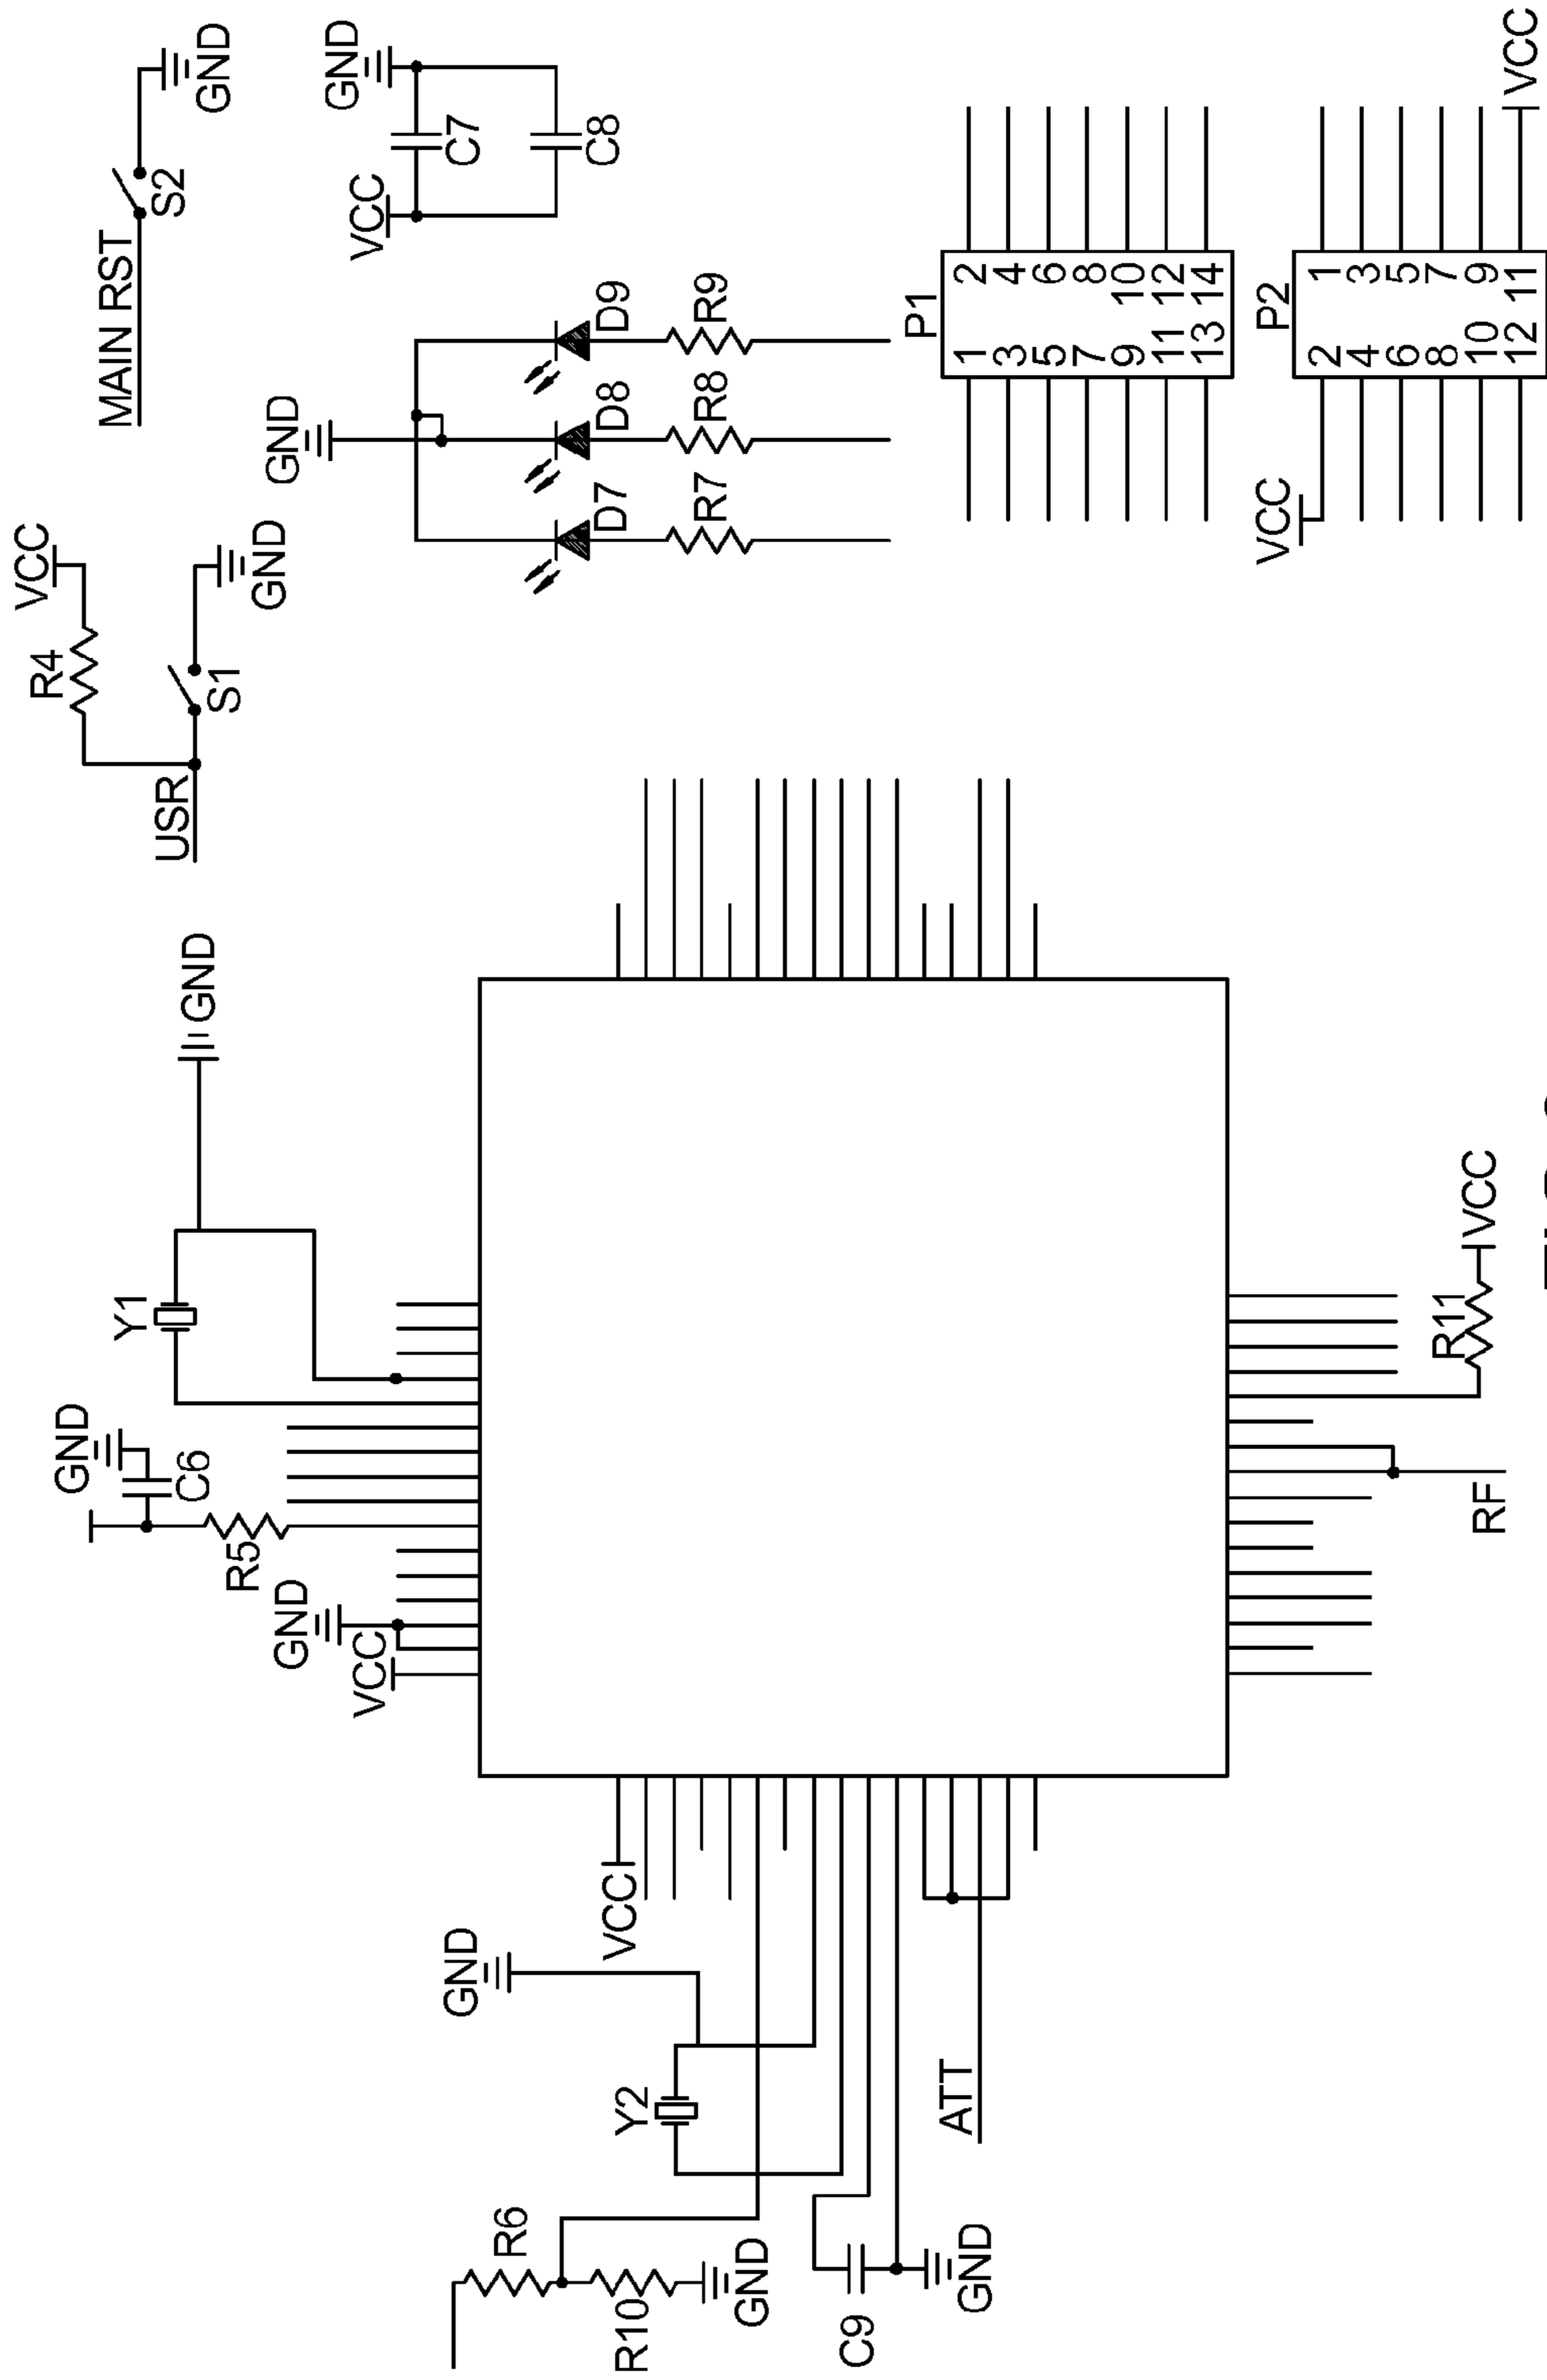 VCC
R4
USR
S1
GND
MAIN RST
S2
GND
GND
C6
R5
Y1
GND
GND
VCC
GND
VCC
C7
C8
GND
D7 D8 D9
R7 R8 R9
R6
R10
GND
GND
Y2
VCC
C9
GND
ATT
P1
1 2
3 4
5 6
7 8
9 10
11 12
13 14
P2
VCC
2 1
4 3
6 5
8 7
10 9
12 11
VCC
RF
R11
VCC